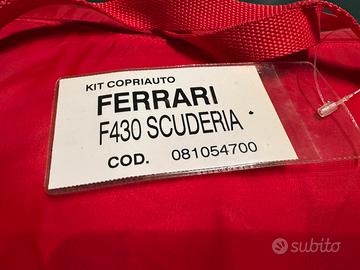 KIT COPRIAUTO
FERRARI
F430 SCUDERIA
COD. 081054700
subito